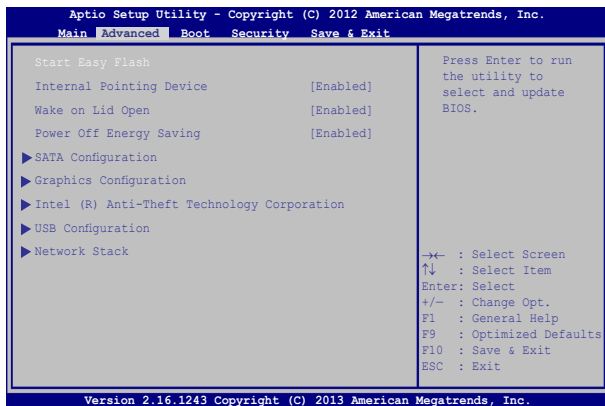 Aptio Setup Utility - Copyright (C) 2012 American Megatrends, Inc.
Main Advanced Boot Security Save & Exit
Start Easy Flash
Internal Pointing Device [Enabled]
Wake on Lid Open [Enabled]
Power Off Energy Saving [Enabled]
SATA Configuration
Graphics Configuration
Intel (R) Anti-Theft Technology Corporation
USB Configuration
Network Stack
Press Enter to run
the utility to
select and update
BIOS.
→← : Select Screen
↑↓ : Select Item
Enter: Select
+/— : Change Opt.
F1 : General Help
F9 : Optimized Defaults
F10 : Save & Exit
ESC : Exit
Version 2.16.1243 Copyright (C) 2013 American Megatrends, Inc.